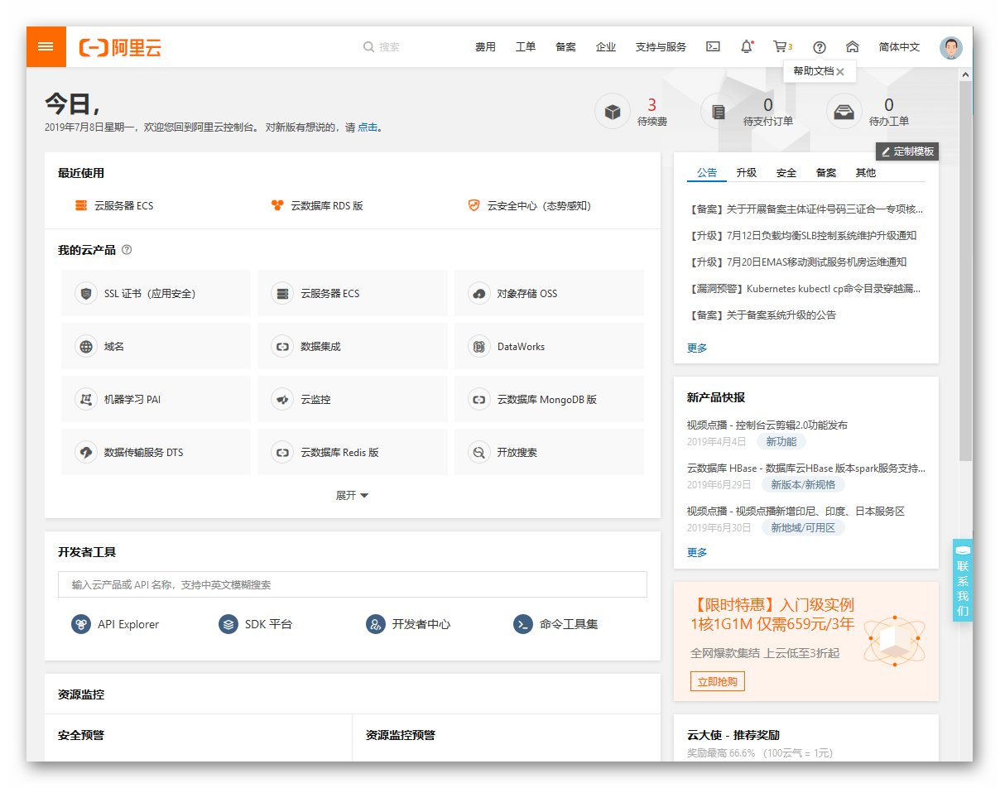 阿里云
搜索
费用 工单 备案 企业 支持与服务 3 简体中文
帮助文档
今日，
2019年7月8日星期一，欢迎您回到阿里云控制台。 对新版有想说的，请 点击。
3 待续费
0 待支付订单
0 待办工单
定制模板
最近使用
云服务器 ECS
云数据库 RDS 版
云安全中心（态势感知）
我的云产品
SSL 证书（应用安全）
云服务器 ECS
对象存储 OSS
域名
数据集成
DataWorks
机器学习 PAI
云监控
云数据库 MongoDB 版
数据传输服务 DTS
云数据库 Redis 版
开放搜索
展开
开发者工具
输入云产品或 API 名称，支持中英文模糊搜索
API Explorer
SDK 平台
开发者中心
命令工具集
资源监控
安全预警
资源监控预警
公告 升级 安全 备案 其他
【备案】关于开展备案主体证件号码三证合一专项核...
【升级】7月12日负载均衡SLB控制系统维护升级通知
【升级】7月20日EMAS移动测试服务机房运维通知
【漏洞预警】Kubernetes kubectl cp命令目录穿越漏...
【备案】关于备案系统升级的公告
更多
新产品快报
视频点播 - 控制台云剪辑2.0功能发布
2019年4月4日 新功能
云数据库 HBase - 数据库云HBase 版本spark服务支持...
2019年6月29日 新版本/新规格
视频点播 - 视频点播新增印尼、印度、日本服务区
2019年6月30日 新地域/可用区
更多
【限时特惠】入门级实例
1核1G1M 仅需659元/3年
全网爆款集结 上云低至3折起
立即抢购
云大使 - 推荐奖励
奖励最高 66.6% （100云气 = 1元）
联系我们